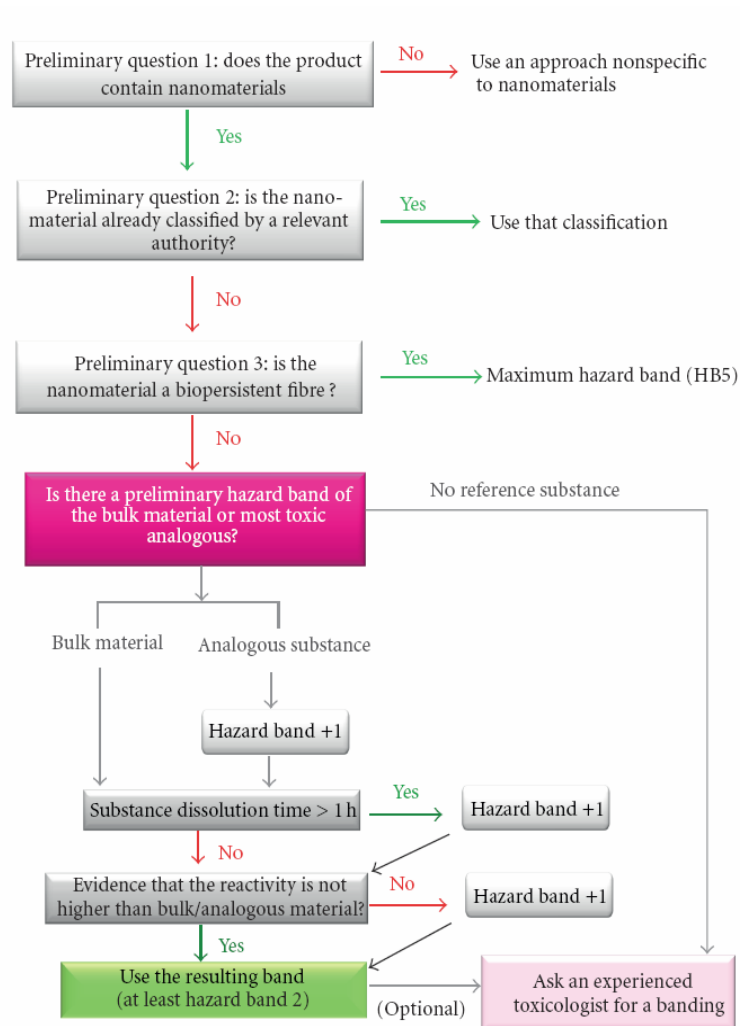 Preliminary question 1: does the product
contain nanomaterials
No
Use an approach nonspecific
to nanomaterials
Yes
Preliminary question 2: is the nano-
material already classified by a relevant
authority?
Yes
Use that classification
No
Preliminary question 3: is the
nanomaterial a biopersistent fibre ?
Yes
Maximum hazard band (HB5)
No
Is there a preliminary hazard band of
the bulk material or most toxic
analogous?
No reference substance
Bulk material
Analogous substance
Hazard band +1
Substance dissolution time > 1 h
Yes
Hazard band +1
No
Evidence that the reactivity is not
higher than bulk/analogous material?
No
Hazard band +1
Yes
Use the resulting band
(at least hazard band 2)
(Optional)
Ask an experienced
toxicologist for a banding